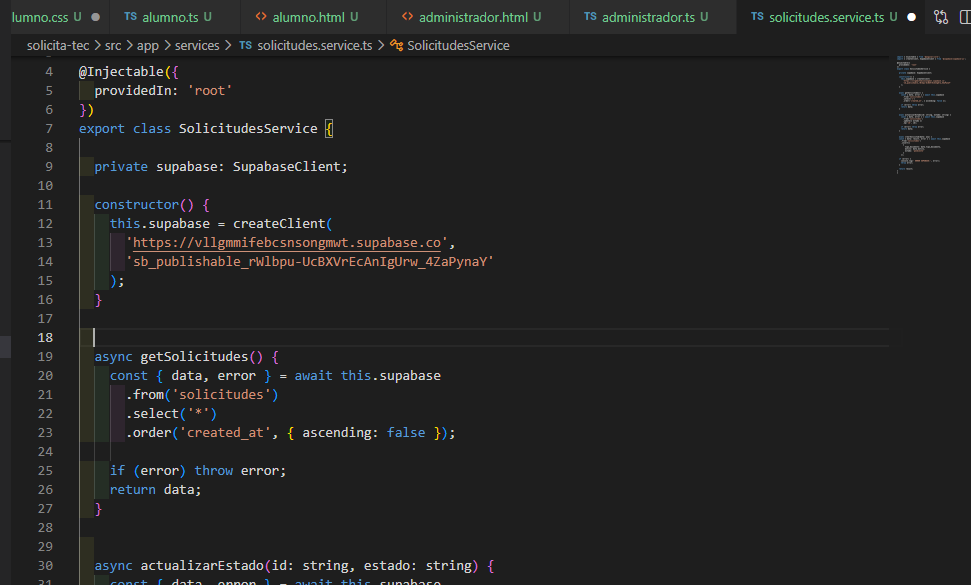 lumno.css U
TS alumno.ts U
<> alumno.html U
<> administrador.html U
TS administrador.ts U
TS solicitudes.service.ts U
solicita-tec > src > app > services > TS solicitudes.service.ts > SolicitudesService
4 @Injectable({
5 providedIn: 'root'
6 })
7 export class SolicitudesService {
8
9 private supabase: SupabaseClient;
10
11 constructor() {
12 this.supabase = createClient(
13 'https://vllgmmifebcsnsongmwt.supabase.co',
14 'sb_publishable_rWlbpu-UcBXVrEcAnIgUrw_4ZaPynaY'
15 );
16 }
17
18
19 async getSolicitudes() {
20 const { data, error } = await this.supabase
21 .from('solicitudes')
22 .select('*')
23 .order('created_at', { ascending: false });
24
25 if (error) throw error;
26 return data;
27 }
28
29
30 async actualizarEstado(id: string, estado: string) {
31 const { data, error } = await this.supabase